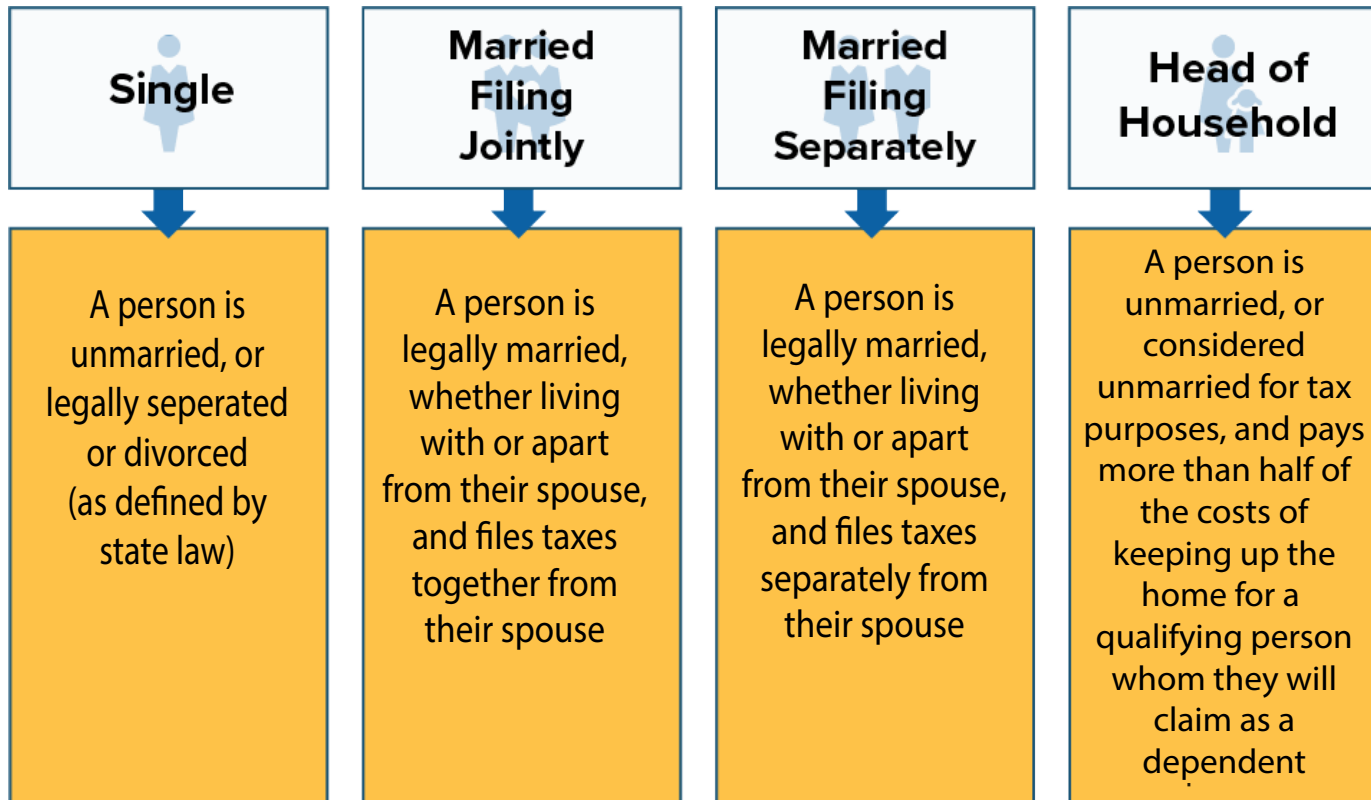 Single
Married
Filing
Jointly
Married
Filing
Separately
Head of
Household
A person is
unmarried, or
legally seperated
or divorced
(as defined by
state law)
A person is
legally married,
whether living
with or apart
from their spouse,
and files taxes
together from
their spouse
A person is
legally married,
whether living
with or apart
from their spouse,
and files taxes
separately from
their spouse
A person is
unmarried, or
considered
unmarried for tax
purposes, and pays
more than half of
the costs of
keeping up the
home for a
qualifying person
whom they will
claim as a
dependent
.